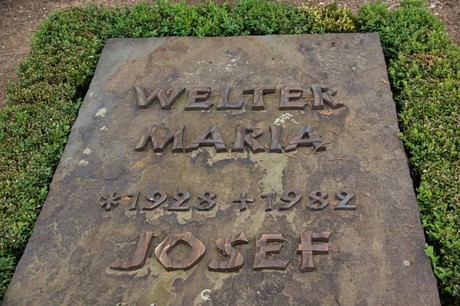 WELTER
MARIA
*1928 +1982
JOSEF